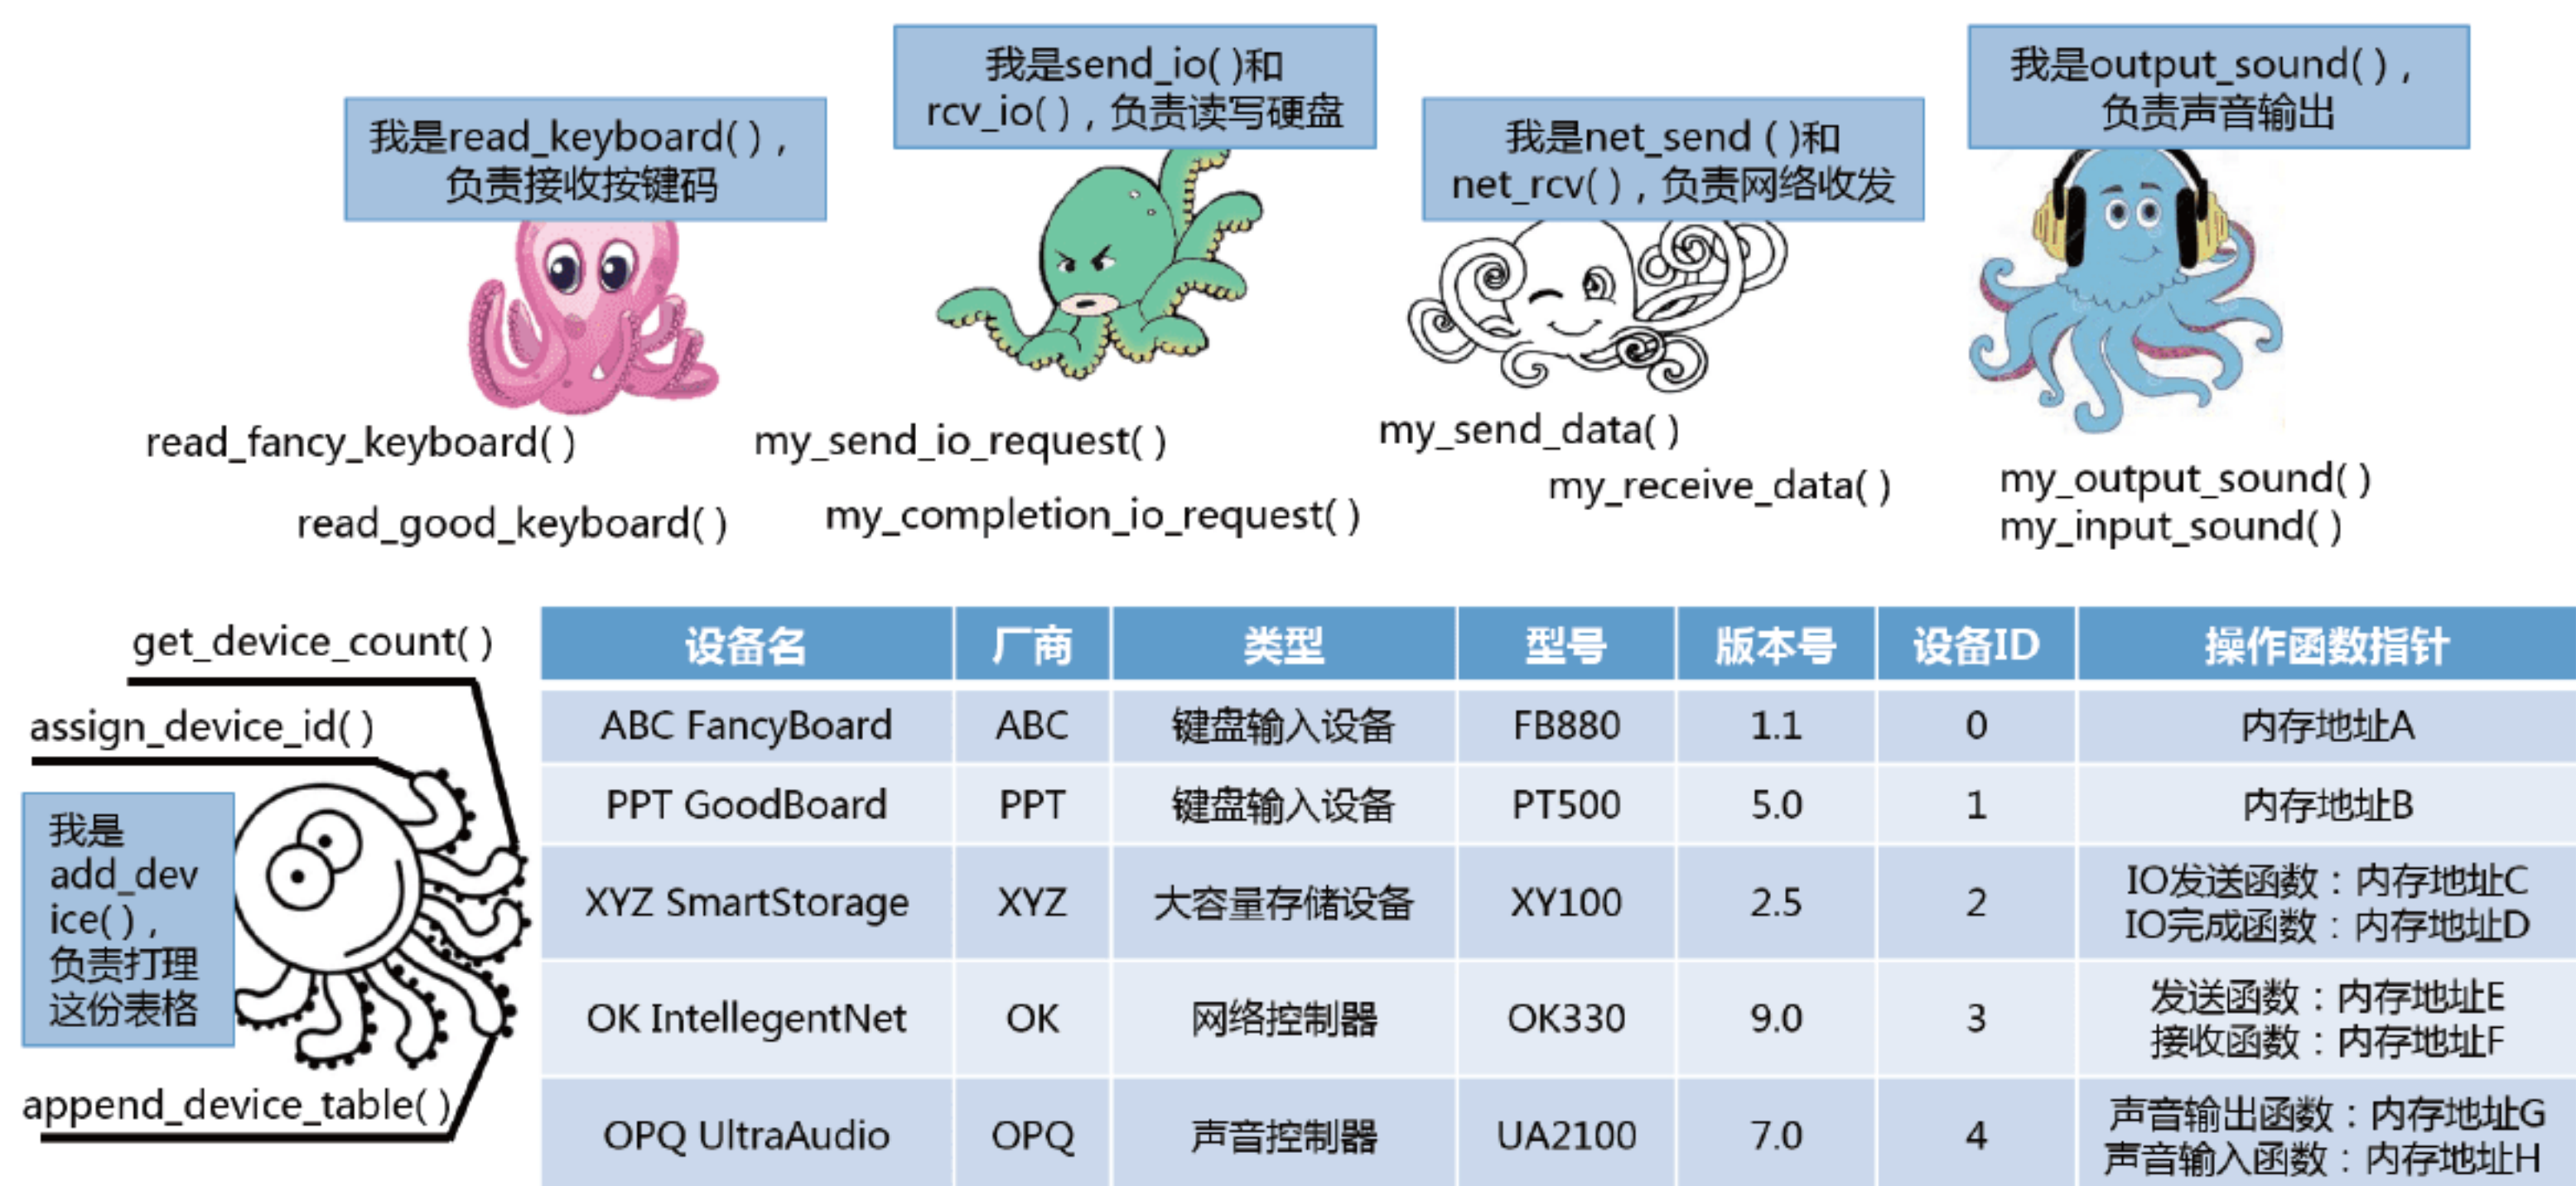 我是send_io( )和
rcv_io( ) , 负责读写硬盘
我是output_sound( ) ,
负责声音输出
我是read_keyboard( ) ,
负责接收按键码
我是net_send ( )和
net_rcv( ) , 负责网络收发
read_fancy_keyboard( )
read_good_keyboard( )
my_send_io_request( )
my_completion_io_request( )
my_send_data( )
my_receive_data( )
my_output_sound( )
my_input_sound( )
get_device_count( )
assign_device_id( )
我是
add_dev
ice( ) ,
负责打理
这份表格
append_device_table( )
设备名 厂商 类型 型号 版本号 设备ID 操作函数指针
ABC FancyBoard ABC 键盘输入设备 FB880 1.1 0 内存地址A
PPT GoodBoard PPT 键盘输入设备 PT500 5.0 1 内存地址B
XYZ SmartStorage XYZ 大容量存储设备 XY100 2.5 2 IO发送函数：内存地址C
IO完成函数：内存地址D
OK IntellegentNet OK 网络控制器 OK330 9.0 3 发送函数：内存地址E
接收函数：内存地址F
OPQ UltraAudio OPQ 声音控制器 UA2100 7.0 4 声音输出函数：内存地址G
声音输入函数：内存地址H